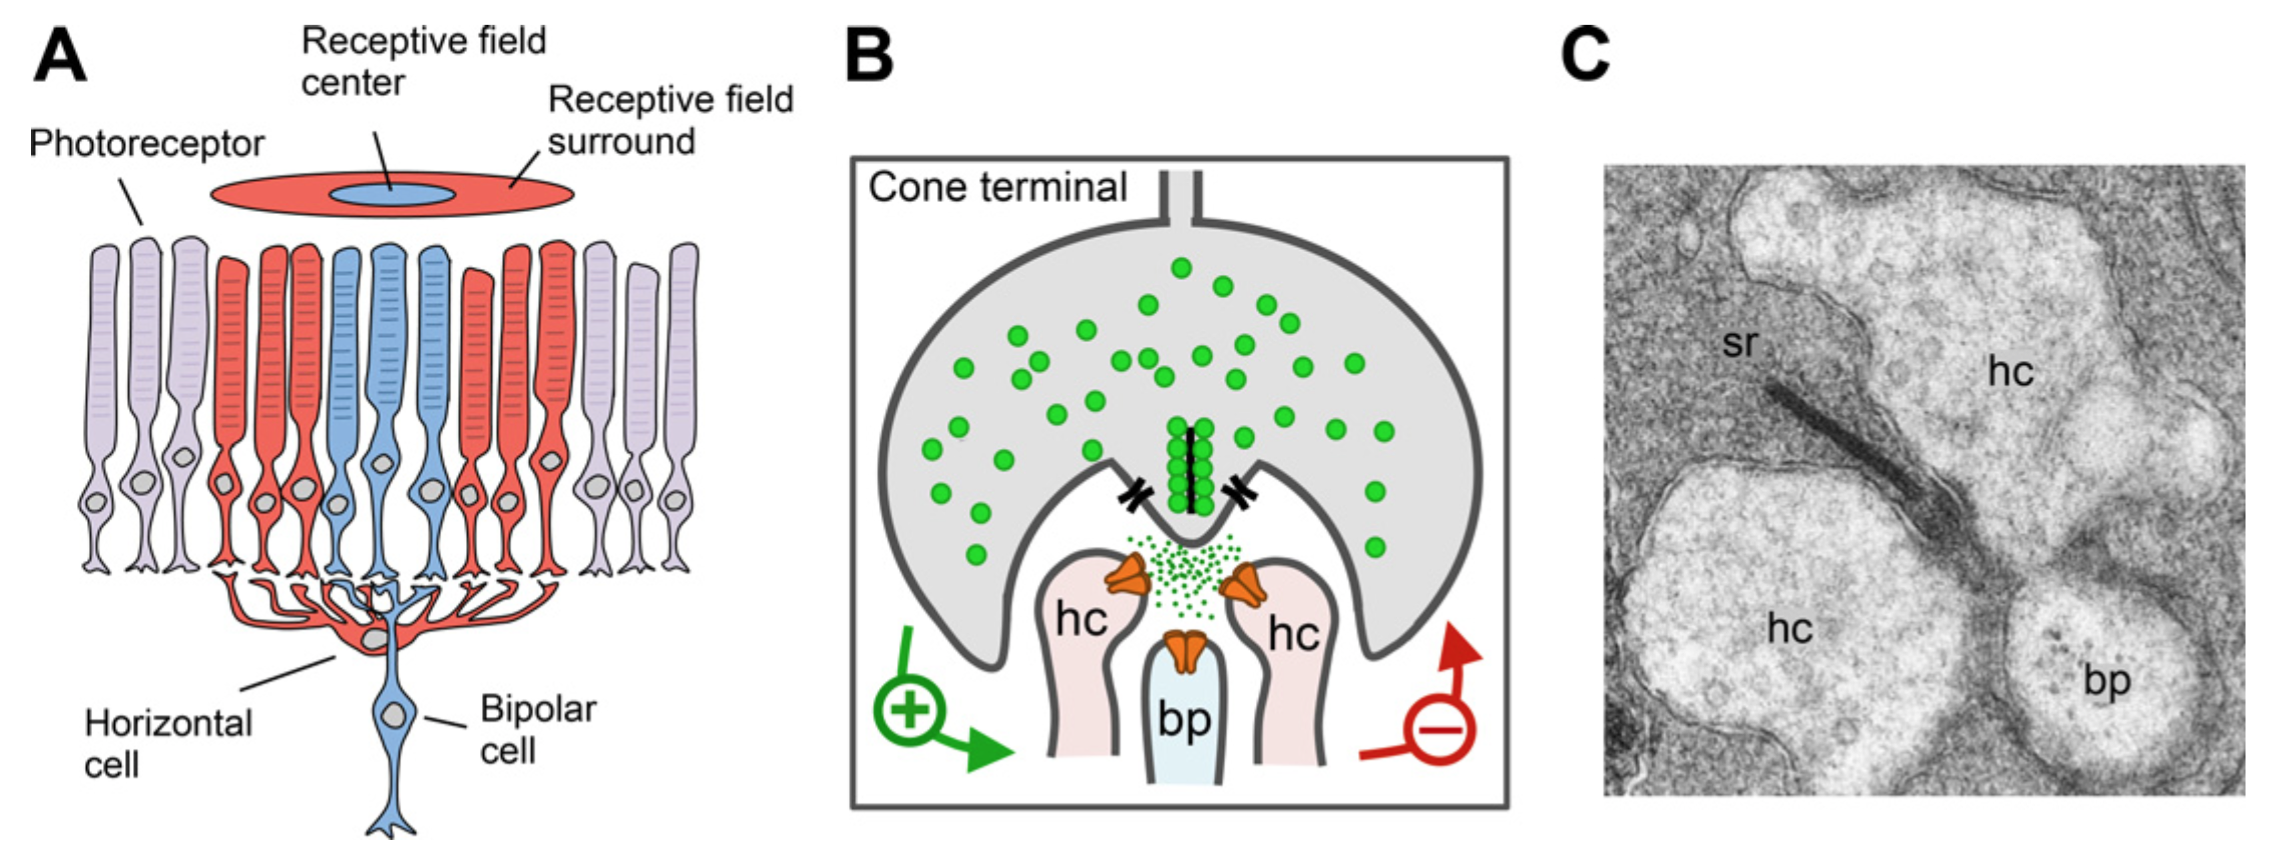 A
Receptive field
center
Receptive field
surround
Photoreceptor
Horizontal
cell
Bipolar
cell
B
Cone terminal
hc
hc
bp
C
sr
hc
hc
bp